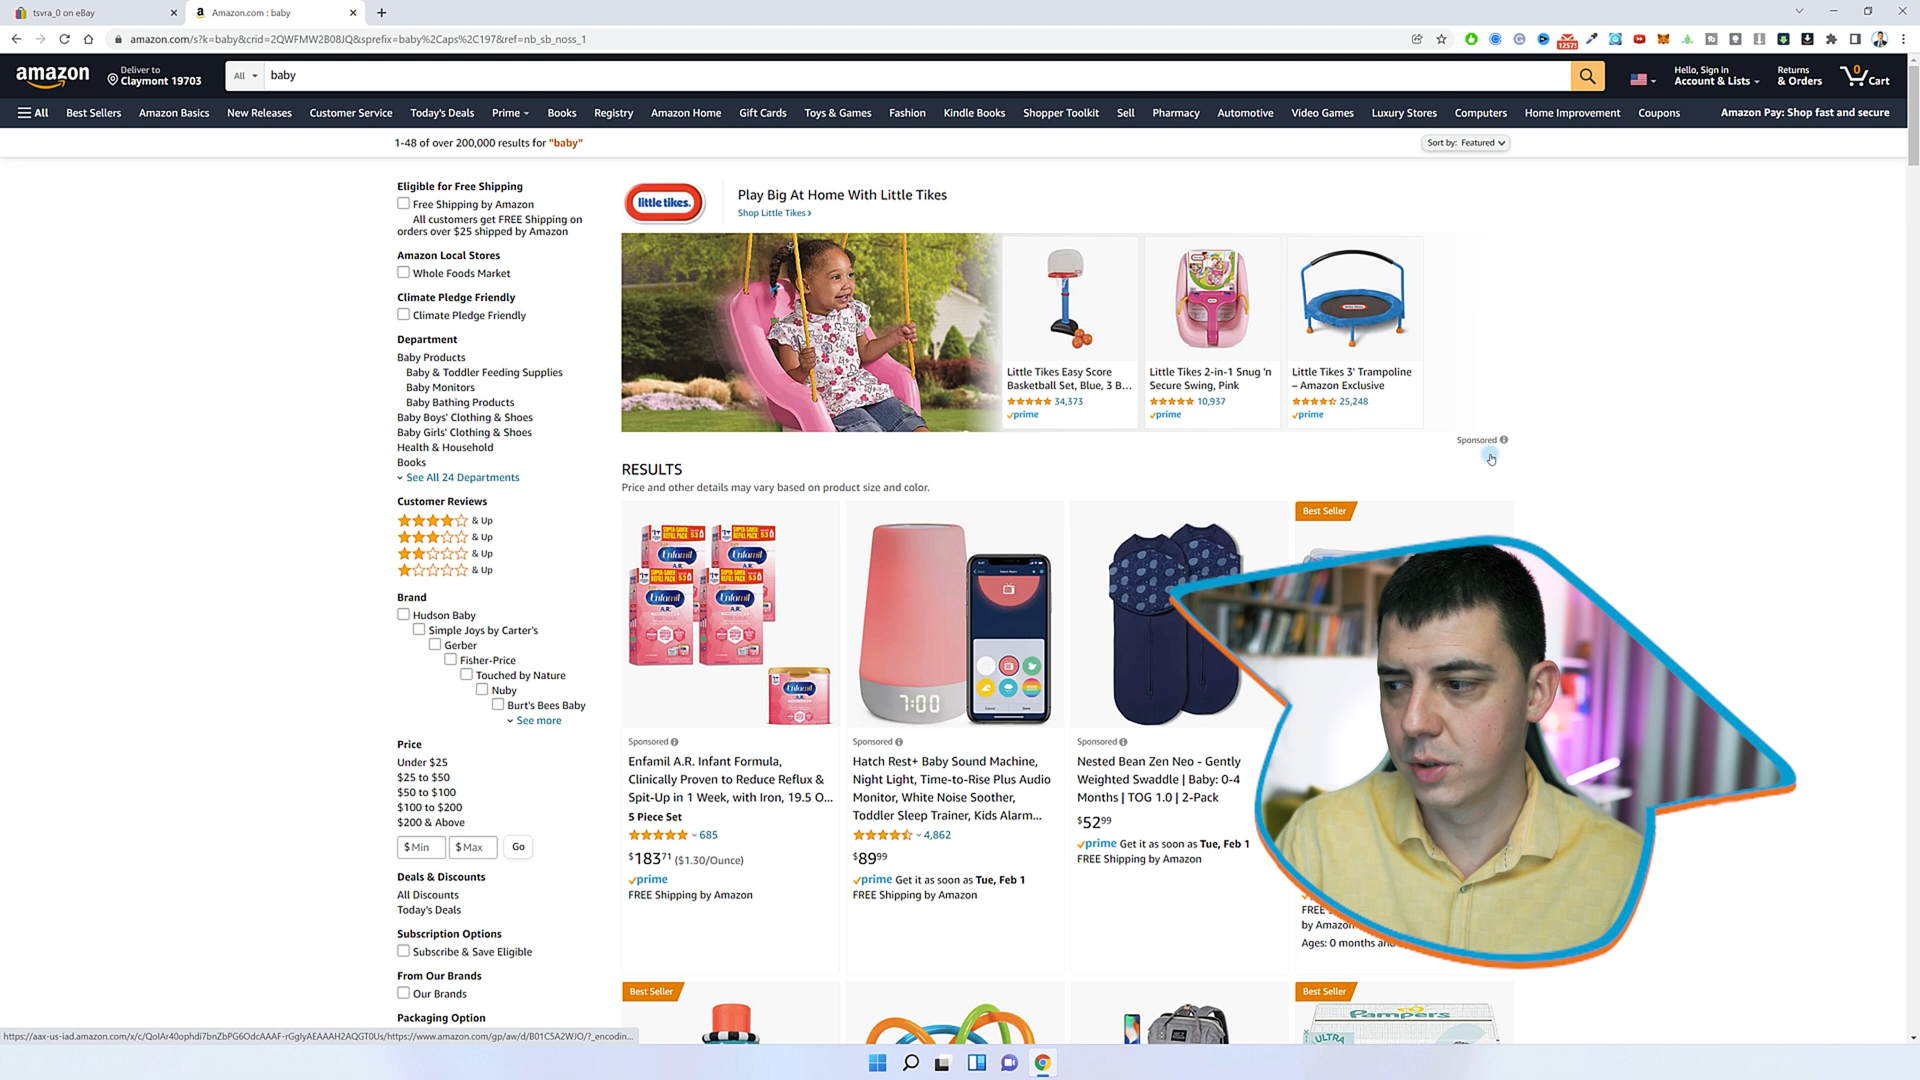 tsvra_0 on eBay
Amazon.com : baby
amazon.com/s?k=baby&crid=2QWFMW2B08JQ&sprefix=baby%2Caps%2C197&ref=nb_sb_noss_1
1257!
amazon
Deliver to
Claymont 19703
All
baby
Hello, Sign in
Account & Lists
Returns
& Orders
0
Cart
All
Best Sellers
Amazon Basics
New Releases
Customer Service
Today's Deals
Prime
Books
Registry
Amazon Home
Gift Cards
Toys & Games
Fashion
Kindle Books
Shopper Toolkit
Sell
Pharmacy
Automotive
Video Games
Luxury Stores
Computers
Home Improvement
Coupons
Amazon Pay: Shop fast and secure
1-48 of over 200,000 results for "baby"
Sort by: Featured
Eligible for Free Shipping
Free Shipping by Amazon
All customers get FREE Shipping on
orders over $25 shipped by Amazon
Amazon Local Stores
Whole Foods Market
Climate Pledge Friendly
Climate Pledge Friendly
Department
Baby Products
Baby & Toddler Feeding Supplies
Baby Monitors
Baby Bathing Products
Baby Boys' Clothing & Shoes
Baby Girls' Clothing & Shoes
Health & Household
Books
See All 24 Departments
Customer Reviews
& Up
& Up
& Up
& Up
Brand
Hudson Baby
Simple Joys by Carter's
Gerber
Fisher-Price
Touched by Nature
Nuby
Burt's Bees Baby
See more
Price
Under $25
$25 to $50
$50 to $100
$100 to $200
$200 & Above
$ Min
$ Max
Go
Deals & Discounts
All Discounts
Today's Deals
Subscription Options
Subscribe & Save Eligible
From Our Brands
Our Brands
Packaging Option
little tikes.
Play Big At Home With Little Tikes
Shop Little Tikes
Little Tikes Easy Score
Basketball Set, Blue, 3 B...
34,373
prime
Little Tikes 2-in-1 Snug 'n
Secure Swing, Pink
10,937
prime
Little Tikes 3' Trampoline
– Amazon Exclusive
25,248
prime
Sponsored
RESULTS
Price and other details may vary based on product size and color.
Enfamil
Enfamil
Enfamil
Enfamil
Enfamil
Sponsored
Enfamil A.R. Infant Formula,
Clinically Proven to Reduce Reflux &
Spit-Up in 1 Week, with Iron, 19.5 O...
5 Piece Set
685
$183 71 ($1.30/Ounce)
prime
FREE Shipping by Amazon
7:00
Sponsored
Hatch Rest+ Baby Sound Machine,
Night Light, Time-to-Rise Plus Audio
Monitor, White Noise Soother,
Toddler Sleep Trainer, Kids Alarm...
4,862
$89 99
prime Get it as soon as Tue, Feb 1
FREE Shipping by Amazon
Sponsored
Nested Bean Zen Neo - Gently
Weighted Swaddle | Baby: 0-4
Months | TOG 1.0 | 2-Pack
$52 99
prime Get it as soon as Tue, Feb 1
FREE Shipping by Amazon
Best Seller
FREE
by Amazon
Ages: 0 months and
Best Seller
Best Seller
Pampers
ULTRA
https://aax-us-iad.amazon.com/x/c/QoIAr40ophdi7bnZbPG6OdcAAAF-rGglyAEAAAH2AQGT0Us/https://www.amazon.com/gp/aw/d/B01C5A2WJO/?_encodin...